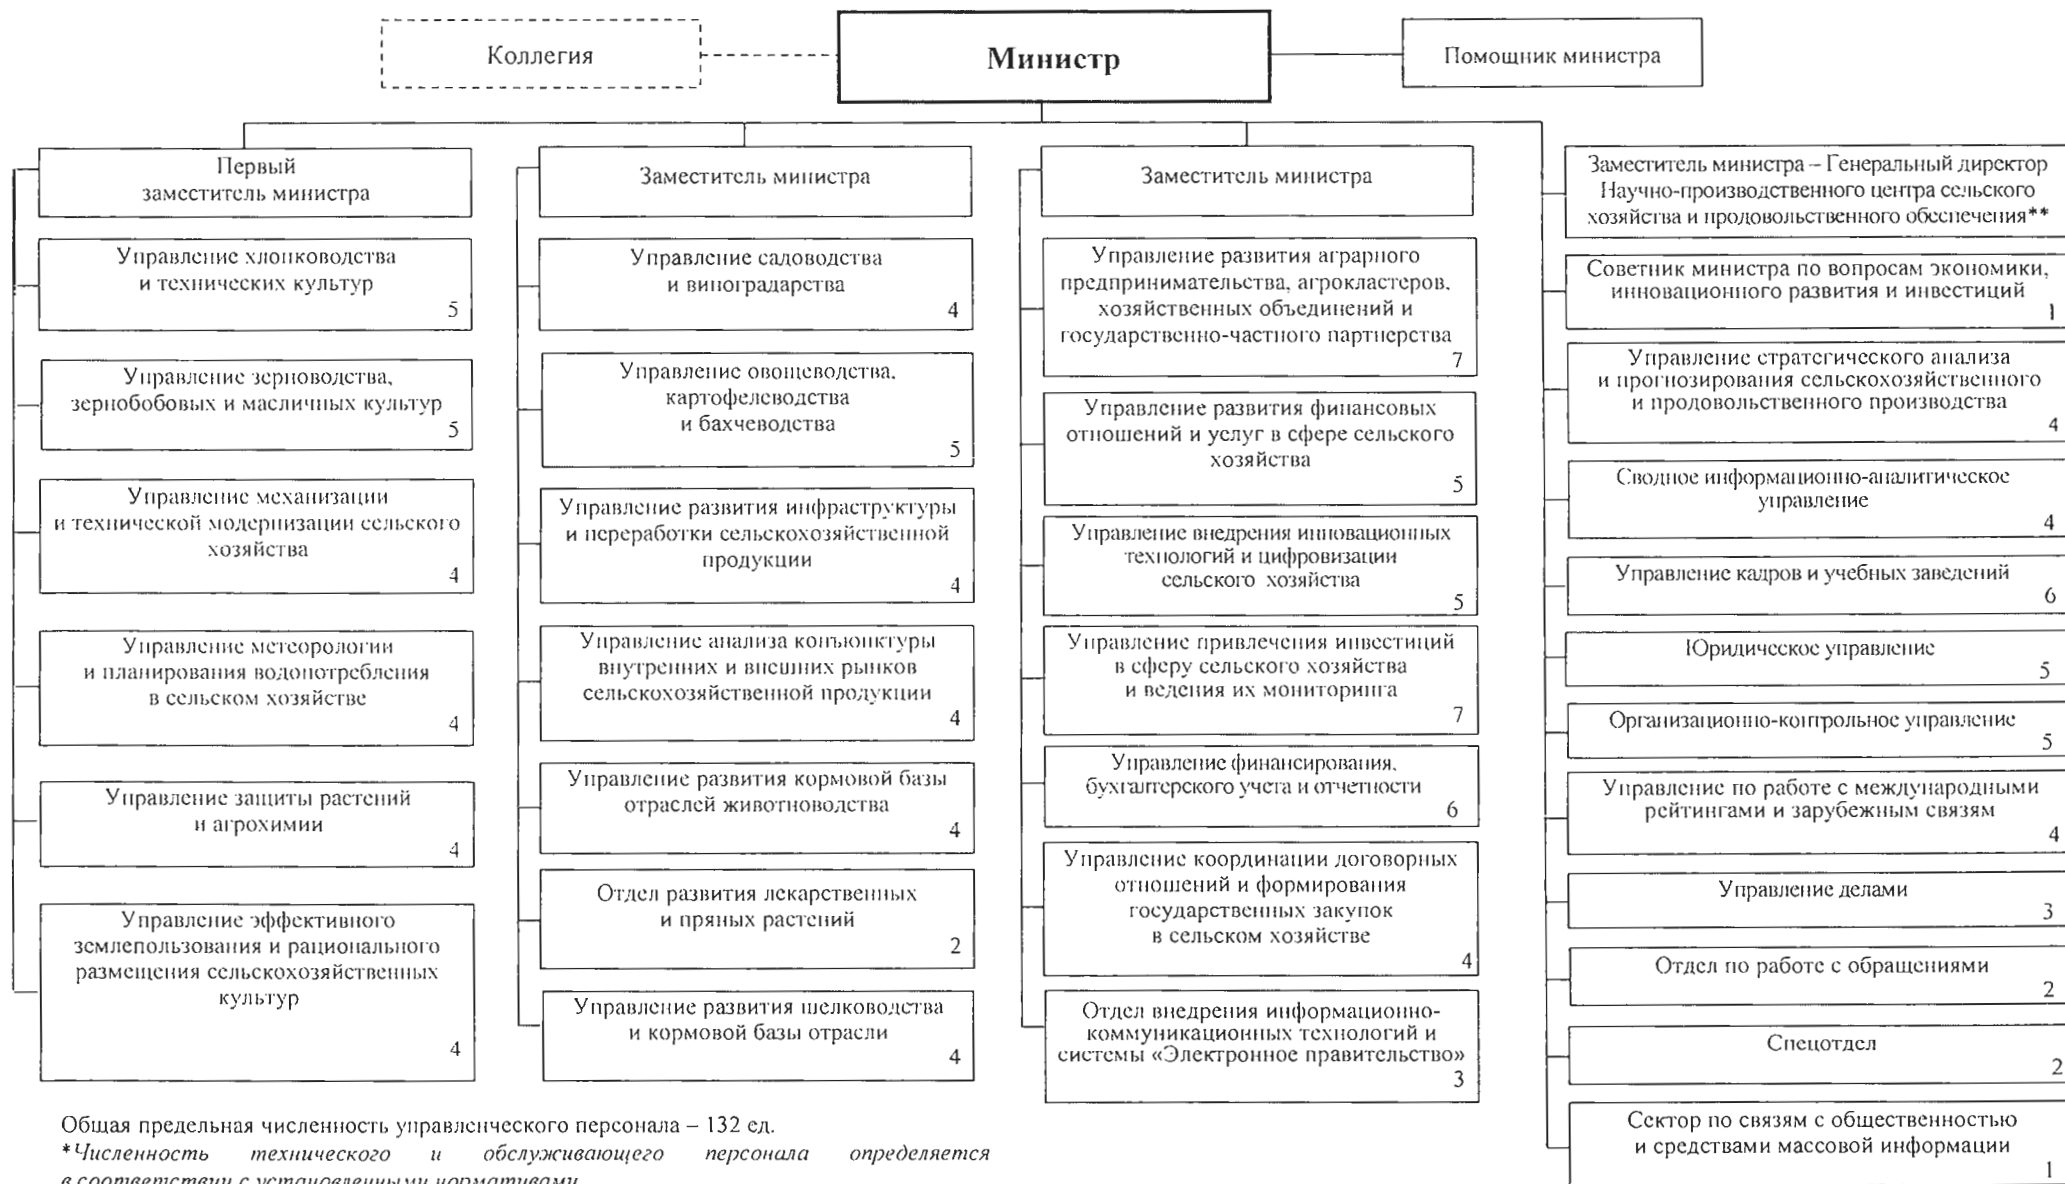 Коллегия
Министр
Помощник министра
Первый
заместитель министра
Управление хлопководства
и технических культур
5
Управление зерноводства,
зернобобовых и масличных культур
5
Управление механизации
и технической модернизации сельского
хозяйства
4
Управление метеорологии
и планирования водопотребления
в сельском хозяйстве
4
Управление защиты растений
и агрохимии
4
Управление эффективного
землепользования и рационального
размещения сельскохозяйственных
культур
4
Заместитель министра
Управление садоводства
и виноградарства
4
Управление овощеводства,
картофелеводства
и бахчеводства
5
Управление развития инфраструктуры
и переработки сельскохозяйственной
продукции
4
Управление анализа конъюнктуры
внутренних и внешних рынков
сельскохозяйственной продукции
4
Управление развития кормовой базы
отраслей животноводства
4
Отдел развития лекарственных
и пряных растений
2
Управление развития шелководства
и кормовой базы отрасли
4
Заместитель министра
Управление развития аграрного
предпринимательства, агрокластеров,
хозяйственных объединений и
государственно-частного партнерства
7
Управление развития финансовых
отношений и услуг в сфере сельского
хозяйства
5
Управление внедрения инновационных
технологий и цифровизации
сельского хозяйства
5
Управление привлечения инвестиций
в сферу сельского хозяйства
и ведения их мониторинга
7
Управление финансирования,
бухгалтерского учета и отчетности
6
Управление координации договорных
отношений и формирования
государственных закупок
в сельском хозяйстве
4
Отдел внедрения информационно-
коммуникационных технологий и
системы «Электронное правительство»
3
Заместитель министра – Генеральный директор
Научно-производственного центра сельского
хозяйства и продовольственного обеспечения**
Советник министра по вопросам экономики,
инновационного развития и инвестиций
1
Управление стратегического анализа
и прогнозирования сельскохозяйственного
и продовольственного производства
4
Сводное информационно-аналитическое
управление
4
Управление кадров и учебных заведений
6
Юридическое управление
5
Организационно-контрольное управление
5
Управление по работе с международными
рейтингами и зарубежным связям
4
Управление делами
3
Отдел по работе с обращениями
2
Спецотдел
2
Сектор по связям с общественностью
и средствами массовой информации
1
Общая предельная численность управленческого персонала – 132 ед.
*Численность технического и обслуживающего персонала определяется
в соответствии с установленными нормативами